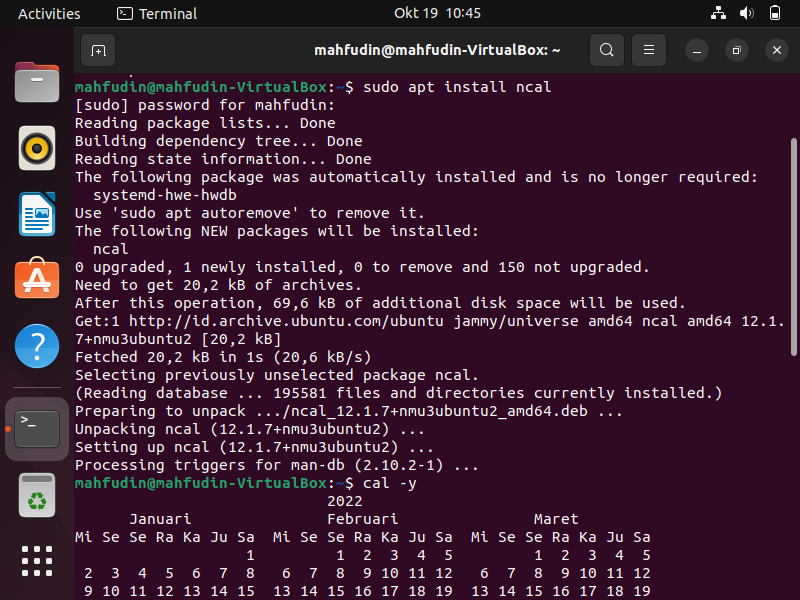 Activities Terminal Okt 19 10:45
mahfudin@mahfudin-VirtualBox: ~
mahfudin@mahfudin-VirtualBox:~$ sudo apt install ncal
[sudo] password for mahfudin:
Reading package lists... Done
Building dependency tree... Done
Reading state information... Done
The following package was automatically installed and is no longer required:
  systemd-hwe-hwdb
Use 'sudo apt autoremove' to remove it.
The following NEW packages will be installed:
  ncal
0 upgraded, 1 newly installed, 0 to remove and 150 not upgraded.
Need to get 20,2 kB of archives.
After this operation, 69,6 kB of additional disk space will be used.
Get:1 http://id.archive.ubuntu.com/ubuntu jammy/universe amd64 ncal amd64 12.1.
7+nmu3ubuntu2 [20,2 kB]
Fetched 20,2 kB in 1s (20,6 kB/s)
Selecting previously unselected package ncal.
(Reading database ... 195581 files and directories currently installed.)
Preparing to unpack .../ncal_12.1.7+nmu3ubuntu2_amd64.deb ...
Unpacking ncal (12.1.7+nmu3ubuntu2) ...
Setting up ncal (12.1.7+nmu3ubuntu2) ...
Processing triggers for man-db (2.10.2-1) ...
mahfudin@mahfudin-VirtualBox:~$ cal -y
                            2022
      Januari               Februari               Maret
Mi Se Se Ra Ka Ju Sa  Mi Se Se Ra Ka Ju Sa  Mi Se Se Ra Ka Ju Sa
                   1         1  2  3  4  5         1  2  3  4  5
 2  3  4  5  6  7  8   6  7  8  9 10 11 12   6  7  8  9 10 11 12
 9 10 11 12 13 14 15  13 14 15 16 17 18 19  13 14 15 16 17 18 19